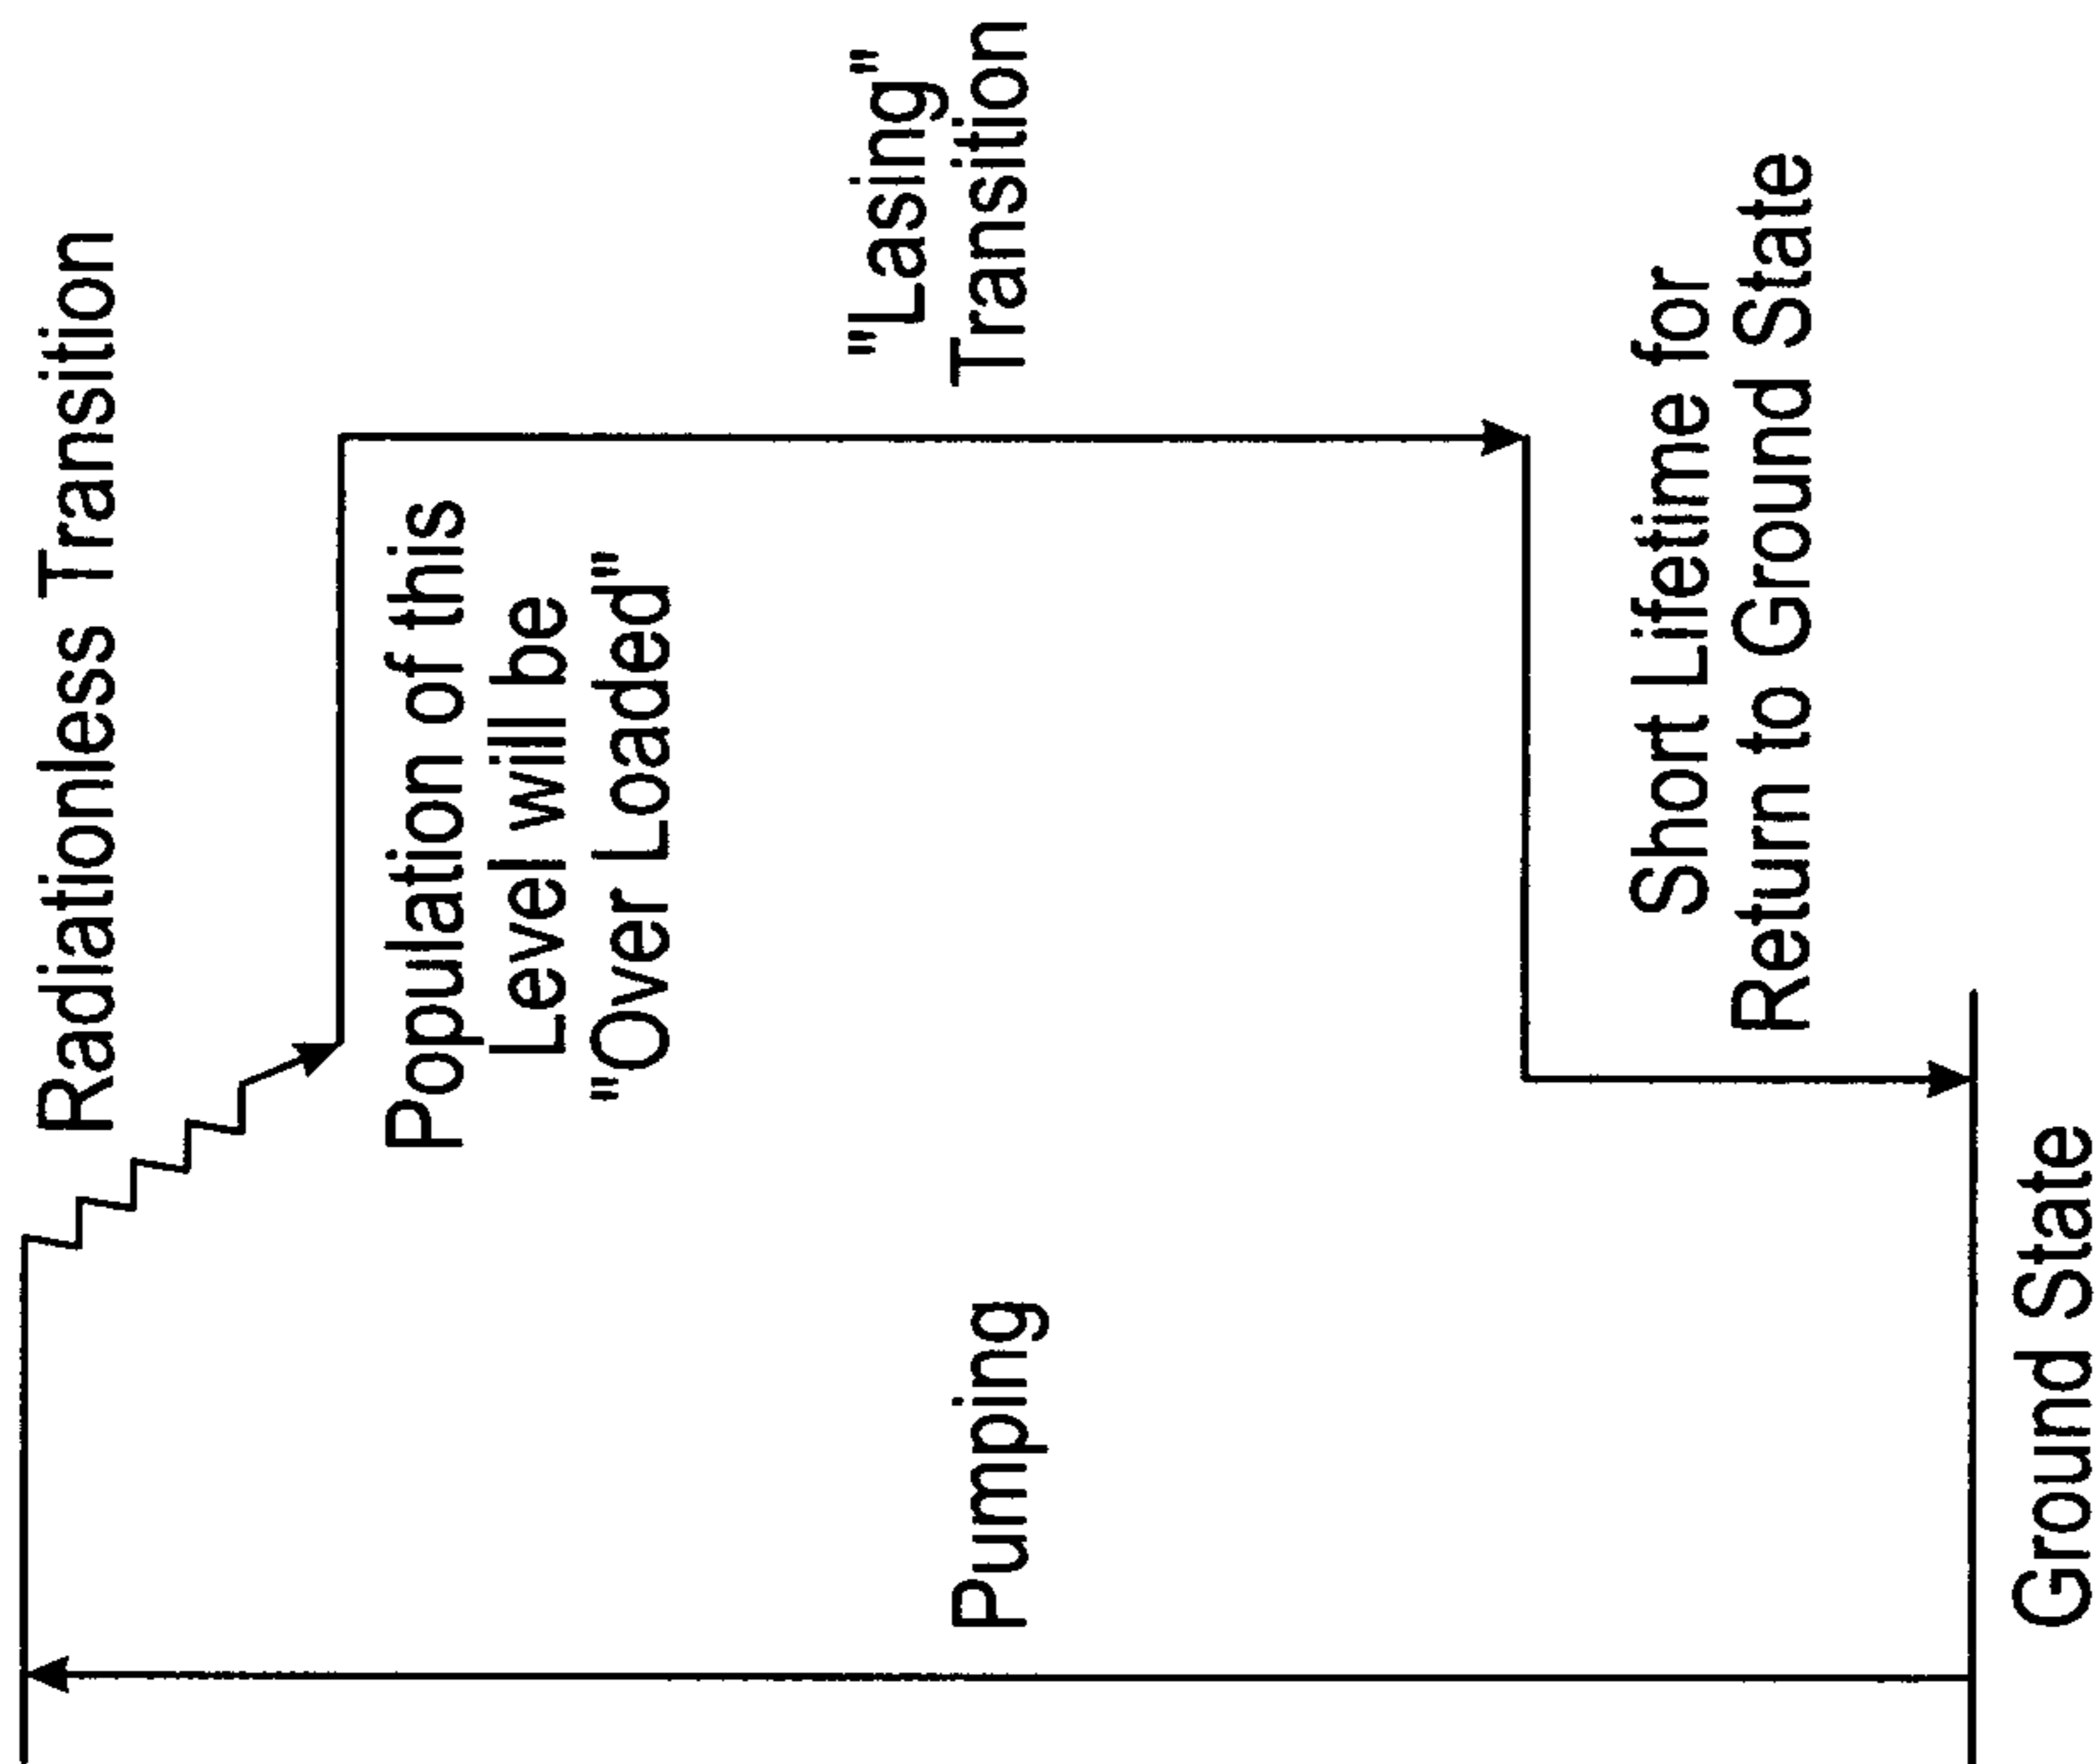 Radiationless Transition
Population of this
Level will be
"Over Loaded"
"Lasing"
Transition
Pumping
Short Lifetime for
Return to Ground State
Ground State